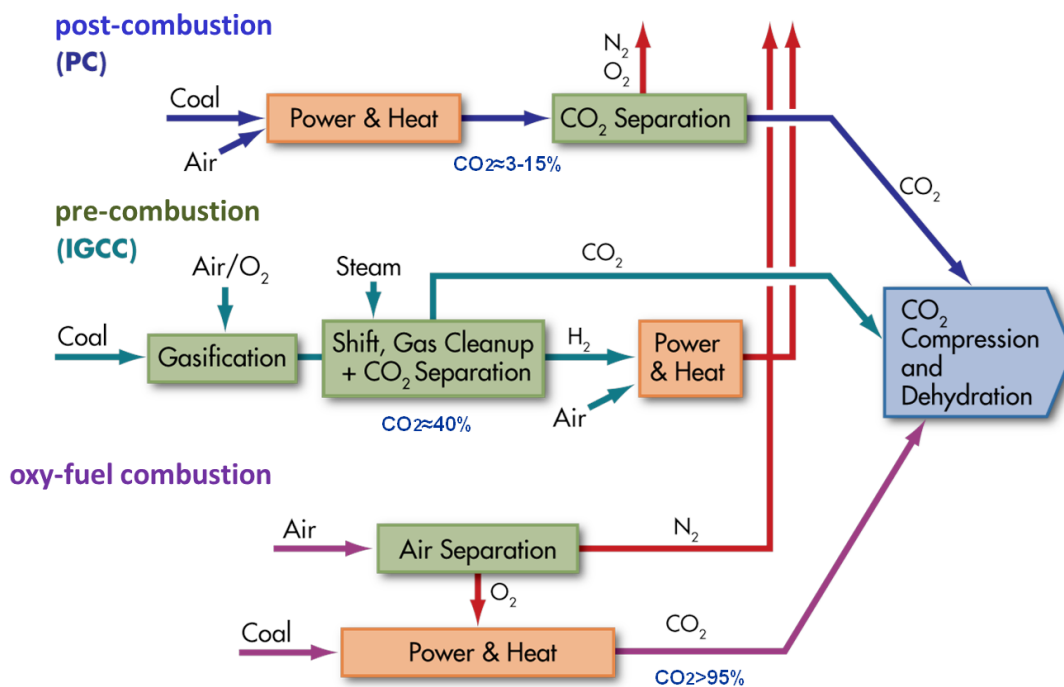 post-combustion
(PC)
N₂
O₂
Coal
Air
Power & Heat
CO₂ Separation
CO2≈3-15%
CO₂
pre-combustion
(IGCC)
Air/O₂
Steam
CO₂
Coal
Gasification
Shift, Gas Cleanup
+ CO₂ Separation
H₂
Air
Power
& Heat
CO2≈40%
CO₂
Compression
and
Dehydration
oxy-fuel combustion
Air
Air Separation
N₂
O₂
Coal
Power & Heat
CO₂
CO2>95%